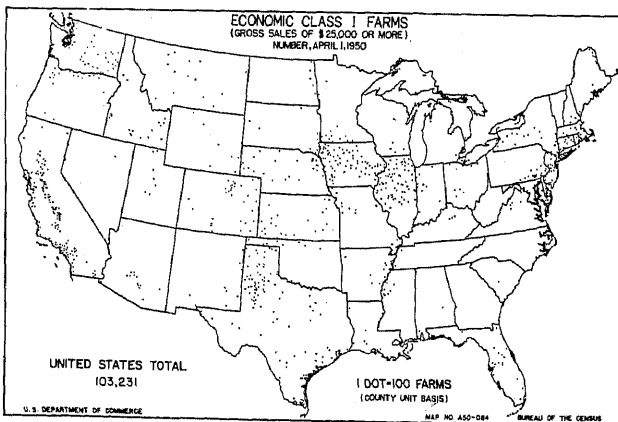 ECONOMIC CLASS I FARMS
(GROSS SALES OF $25,000 OR MORE)
NUMBER, APRIL 1, 1950
UNITED STATES TOTAL
103,231
1 DOT=100 FARMS
(COUNTY UNIT BASIS)
U. S. DEPARTMENT OF COMMERCE
MAP NO. A50-084
BUREAU OF THE CENSUS